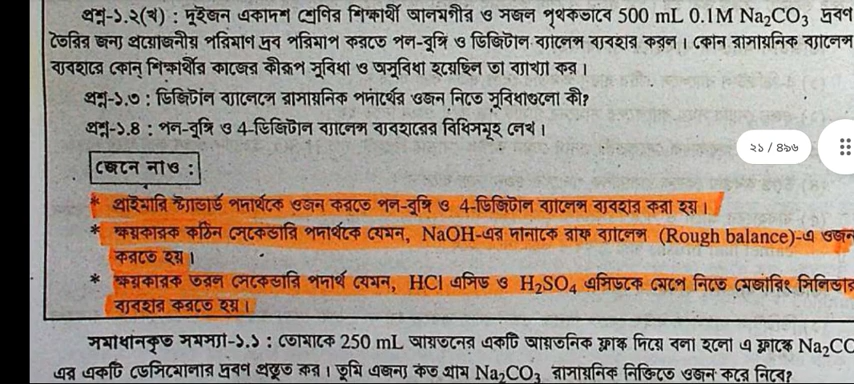 প্রশ্ন-১.২(খ) : দুইজন একাদশ শ্রেণির শিক্ষার্থী আলমগীর ও সজল পৃথকভাবে 500 mL 0.1M Na₂CO₃ দ্রবণ
তৈরির জন্য প্রয়োজনীয় পরিমাণ দ্রব পরিমাপ করতে পল-বুঙ্গি ও ডিজিটাল ব্যালেন্স ব্যবহার করল। কোন রাসায়নিক ব্যালেন্স
ব্যবহারে কোন্ শিক্ষার্থীর কাজের কীরূপ সুবিধা ও অসুবিধা হয়েছিল তা ব্যাখ্যা কর।
প্রশ্ন-১.৩ : ডিজিটাল ব্যালেন্সে রাসায়নিক পদার্থের ওজন নিতে সুবিধাগুলো কী?
প্রশ্ন-১.৪ : পল-বুঙ্গি ও 4-ডিজিটাল ব্যালেন্স ব্যবহারের বিধিসমূহ লেখ।
২১ / ৪৯৬
জেনে নাও :
* প্রাইমারি স্ট্যান্ডার্ড পদার্থকে ওজন করতে পল-বুঙ্গি ও 4-ডিজিটাল ব্যালেন্স ব্যবহার করা হয়।
* ক্ষয়কারক কঠিন সেকেন্ডারি পদার্থকে যেমন, NaOH-এর দানাকে রাফ ব্যালেন্স (Rough balance)-এ ওজন
করতে হয়।
* ক্ষয়কারক তরল সেকেন্ডারি পদার্থ যেমন, HCl এসিড ও H₂SO₄ এসিডকে মেপে নিতে মেজারিং সিলিন্ডার
ব্যবহার করতে হয়।
সমাধানকৃত সমস্যা-১.১ : তোমাকে 250 mL আয়তনের একটি আয়তনিক ফ্লাস্ক দিয়ে বলা হলো এ ফ্লাস্কে Na₂CO
এর একটি ডেসিমোলার দ্রবণ প্রস্তুত কর। তুমি এজন্য কত গ্রাম Na₂CO₃ রাসায়নিক নিক্তিতে ওজন করে নিবে?